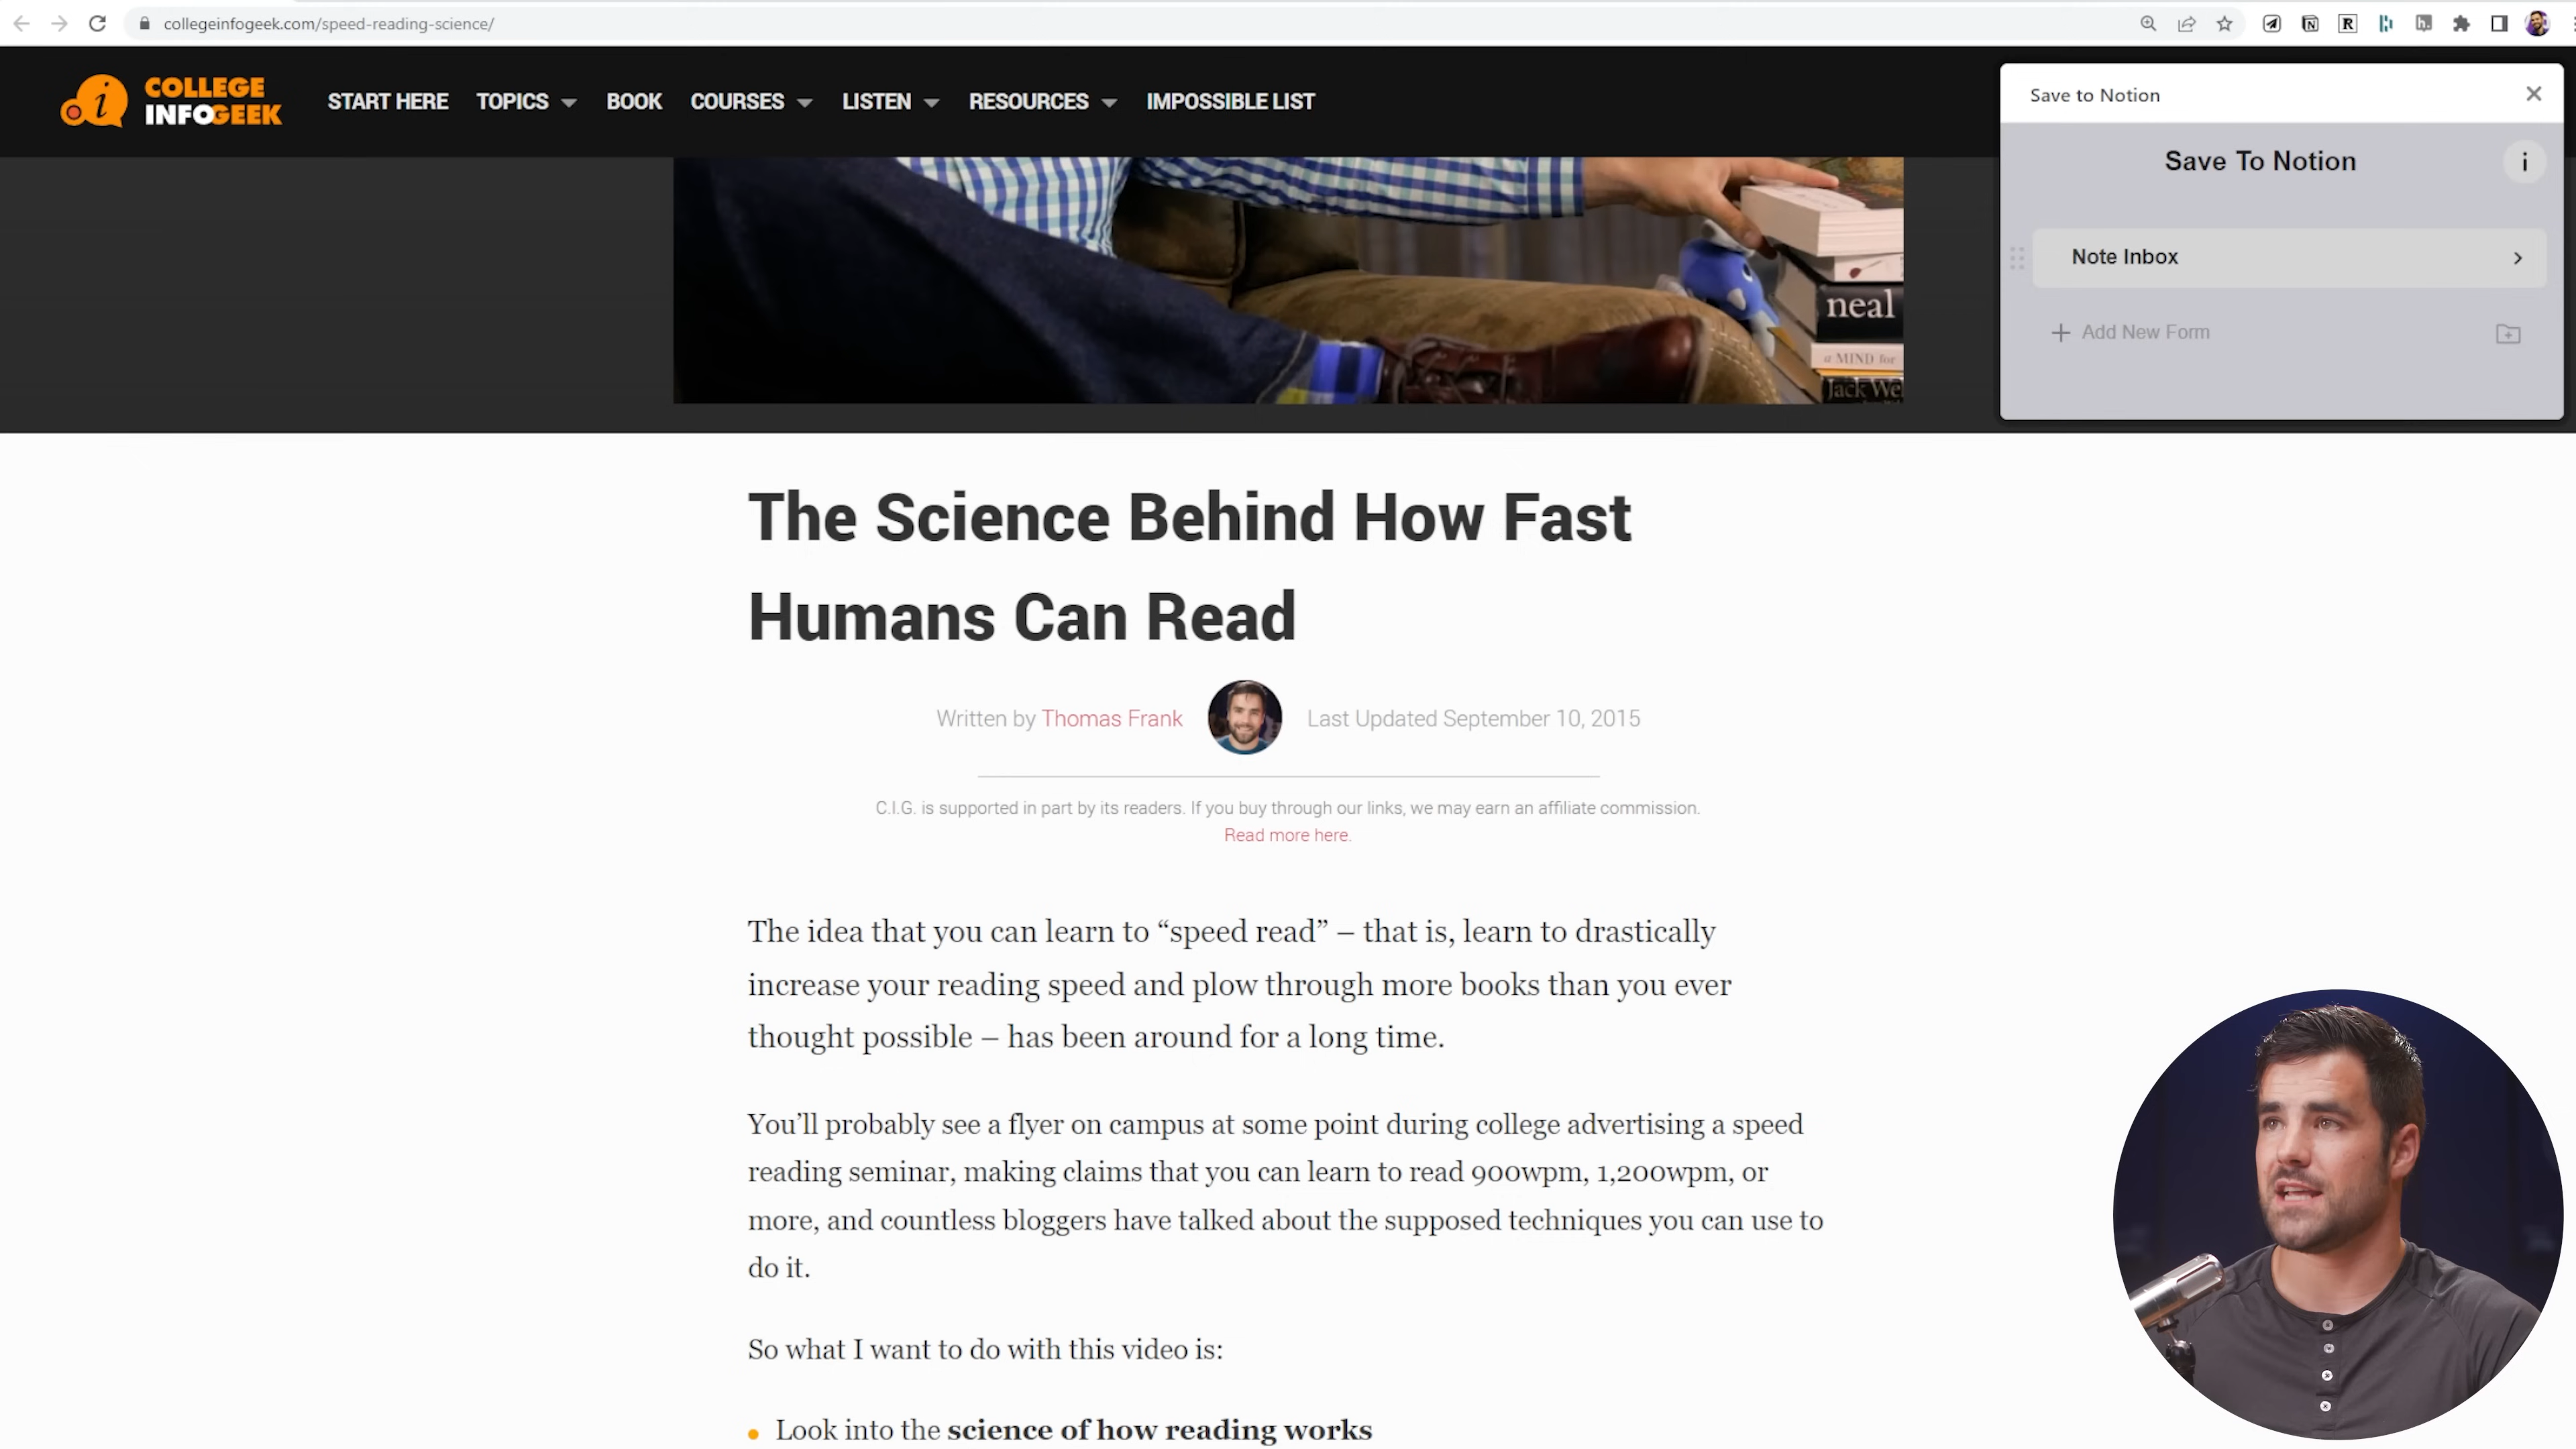 collegeinfogeek.com/speed-reading-science/
COLLEGE
INFOGEEK
START HERE TOPICS BOOK COURSES LISTEN RESOURCES IMPOSSIBLE LIST
Save to Notion
Save To Notion
i
Note Inbox
Add New Form
neal
a MIND for
Jack We
The Science Behind How Fast
Humans Can Read
Written by Thomas Frank Last Updated September 10, 2015
C.I.G. is supported in part by its readers. If you buy through our links, we may earn an affiliate commission.
Read more here.
The idea that you can learn to “speed read” – that is, learn to drastically
increase your reading speed and plow through more books than you ever
thought possible – has been around for a long time.
You’ll probably see a flyer on campus at some point during college advertising a speed
reading seminar, making claims that you can learn to read 900wpm, 1,200wpm, or
more, and countless bloggers have talked about the supposed techniques you can use to
do it.
So what I want to do with this video is:
Look into the science of how reading works